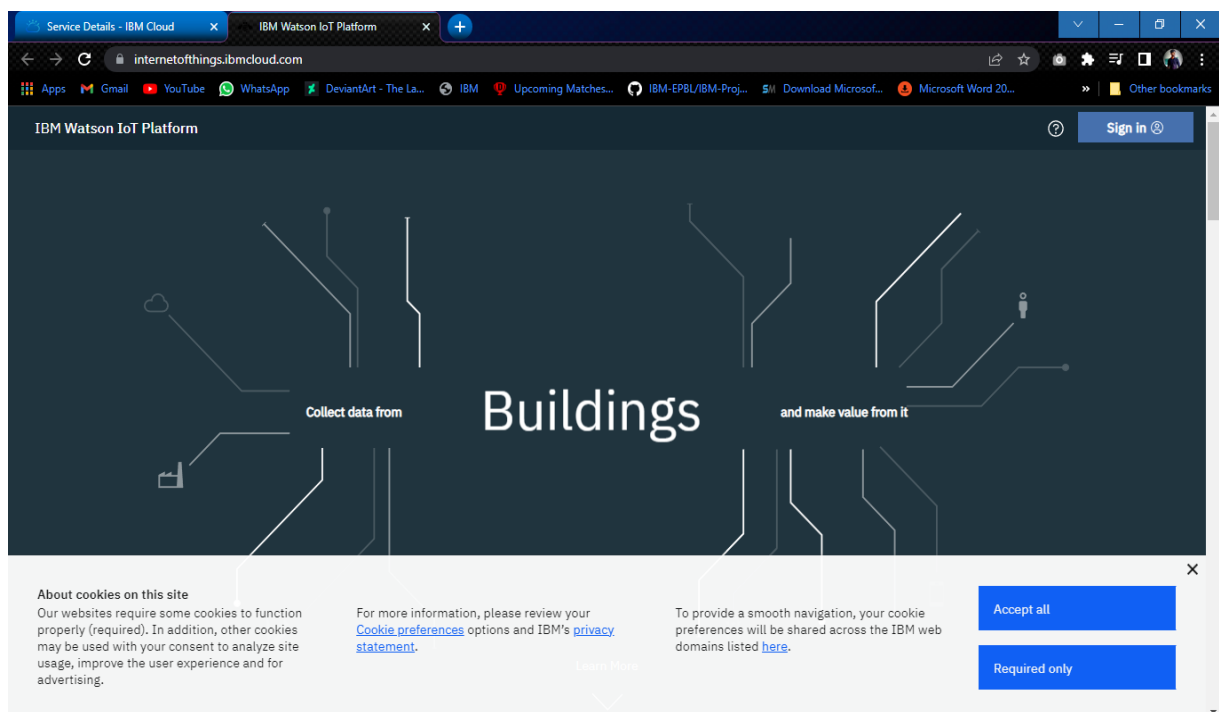 Service Details - IBM Cloud
IBM Watson IoT Platform
internetofthings.ibmcloud.com
Apps
Gmail
YouTube
WhatsApp
DeviantArt - The La...
IBM
Upcoming Matches...
IBM-EPBL/IBM-Proj...
Download Microsof...
Microsoft Word 20...
»
Other bookmarks
IBM Watson IoT Platform
Sign in
Collect data from
Buildings
and make value from it
About cookies on this site
Our websites require some cookies to function
properly (required). In addition, other cookies
may be used with your consent to analyze site
usage, improve the user experience and for
advertising.
For more information, please review your
Cookie preferences options and IBM's privacy
statement.
To provide a smooth navigation, your cookie
preferences will be shared across the IBM web
domains listed here.
Accept all
Required only
Learn More